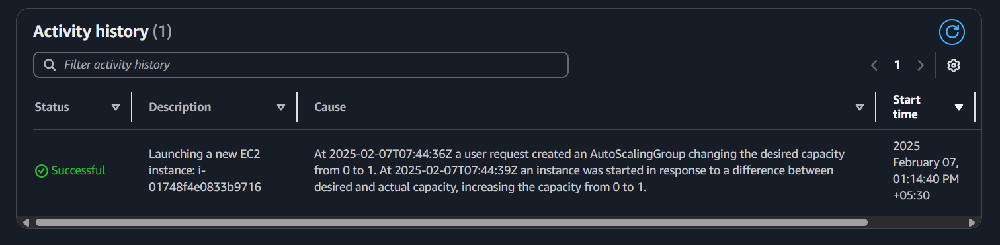 Activity history (1)
Filter activity history
1
Status
Description
Cause
Start
time
Successful
Launching a new EC2
instance: i-
01748f4e0833b9716
At 2025-02-07T07:44:36Z a user request created an AutoScalingGroup changing the desired capacity
from 0 to 1. At 2025-02-07T07:44:39Z an instance was started in response to a difference between
desired and actual capacity, increasing the capacity from 0 to 1.
2025
February 07,
01:14:40 PM
+05:30